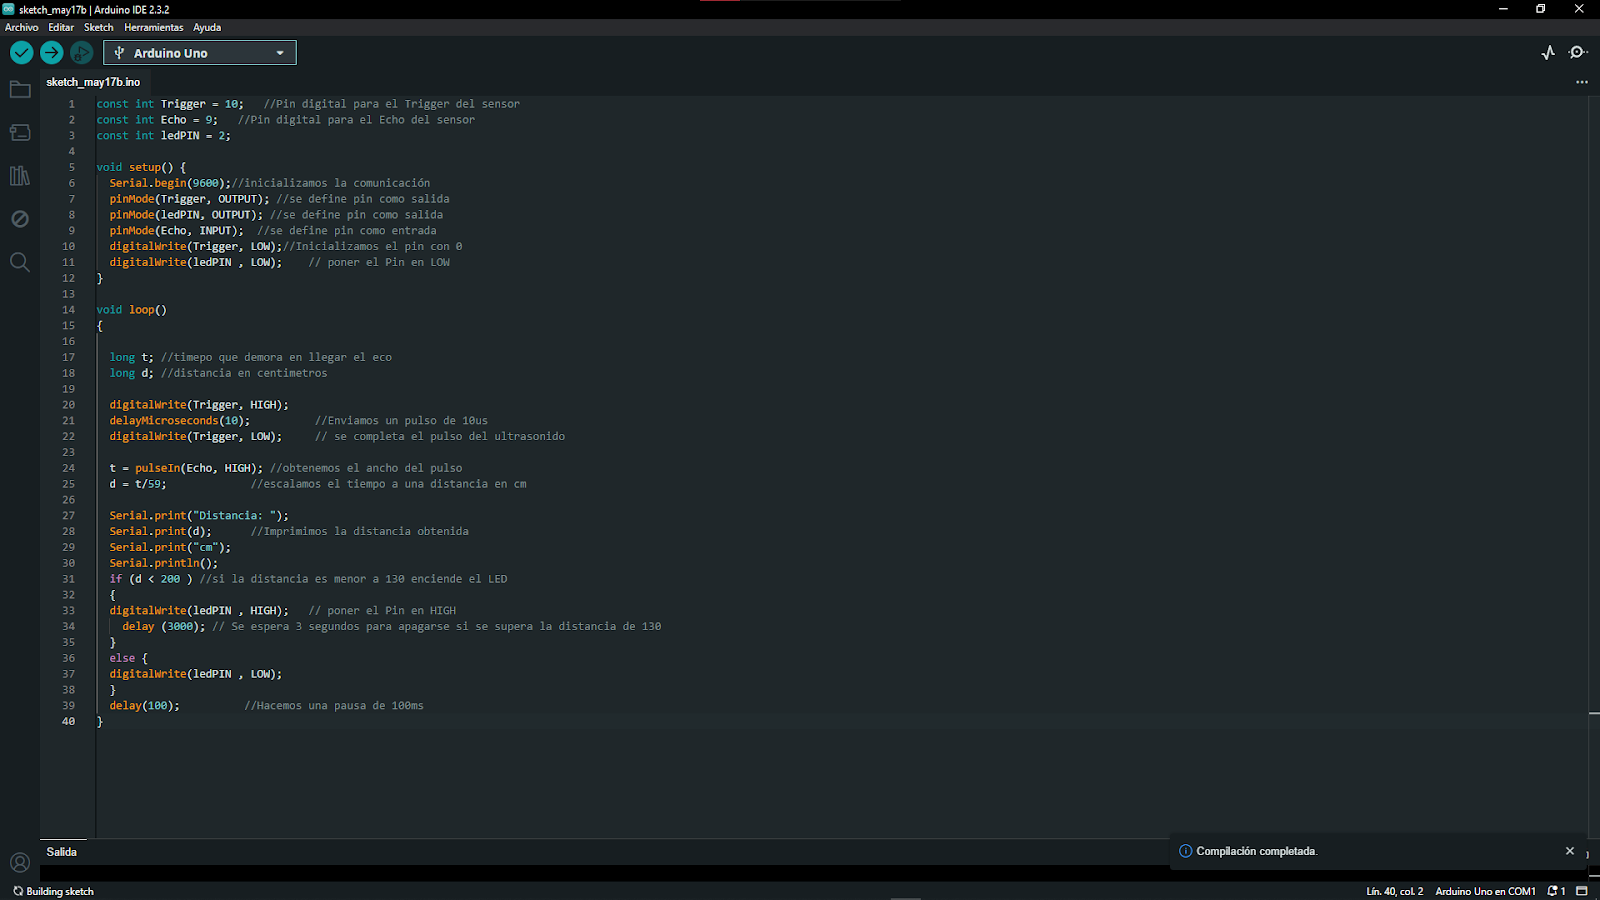 sketch_may17b | Arduino IDE 2.3.2
Archivo Editar Sketch Herramientas Ayuda
Arduino Uno
sketch_may17b.ino
1 const int Trigger = 10;   //Pin digital para el Trigger del sensor
2 const int Echo = 9;   //Pin digital para el Echo del sensor
3 const int ledPIN = 2;
4
5 void setup() {
6   Serial.begin(9600);//inicializamos la comunicación
7   pinMode(Trigger, OUTPUT); //se define pin como salida
8   pinMode(ledPIN, OUTPUT); //se define pin como salida
9   pinMode(Echo, INPUT);  //se define pin como entrada
10   digitalWrite(Trigger, LOW);//Inicializamos el pin con 0
11   digitalWrite(ledPIN , LOW);    // poner el Pin en LOW
12 }
13
14 void loop()
15 {
16
17   long t; //timepo que demora en llegar el eco
18   long d; //distancia en centimetros
19
20   digitalWrite(Trigger, HIGH);
21   delayMicroseconds(10);          //Enviamos un pulso de 10us
22   digitalWrite(Trigger, LOW);     // se completa el pulso del ultrasonido
23
24   t = pulseIn(Echo, HIGH); //obtenemos el ancho del pulso
25   d = t/59;             //escalamos el tiempo a una distancia en cm
26
27   Serial.print("Distancia: ");
28   Serial.print(d);      //Imprimimos la distancia obtenida
29   Serial.print("cm");
30   Serial.println();
31   if (d < 200 ) //si la distancia es menor a 130 enciende el LED
32   {
33   digitalWrite(ledPIN , HIGH);   // poner el Pin en HIGH
34     delay (3000); // Se espera 3 segundos para apagarse si se supera la distancia de 130
35   }
36   else {
37   digitalWrite(ledPIN , LOW);
38   }
39   delay(100);          //Hacemos una pausa de 100ms
40 }
Salida
Compilación completada.
Building sketch
Lín. 40, col. 2 Arduino Uno en COM1 1